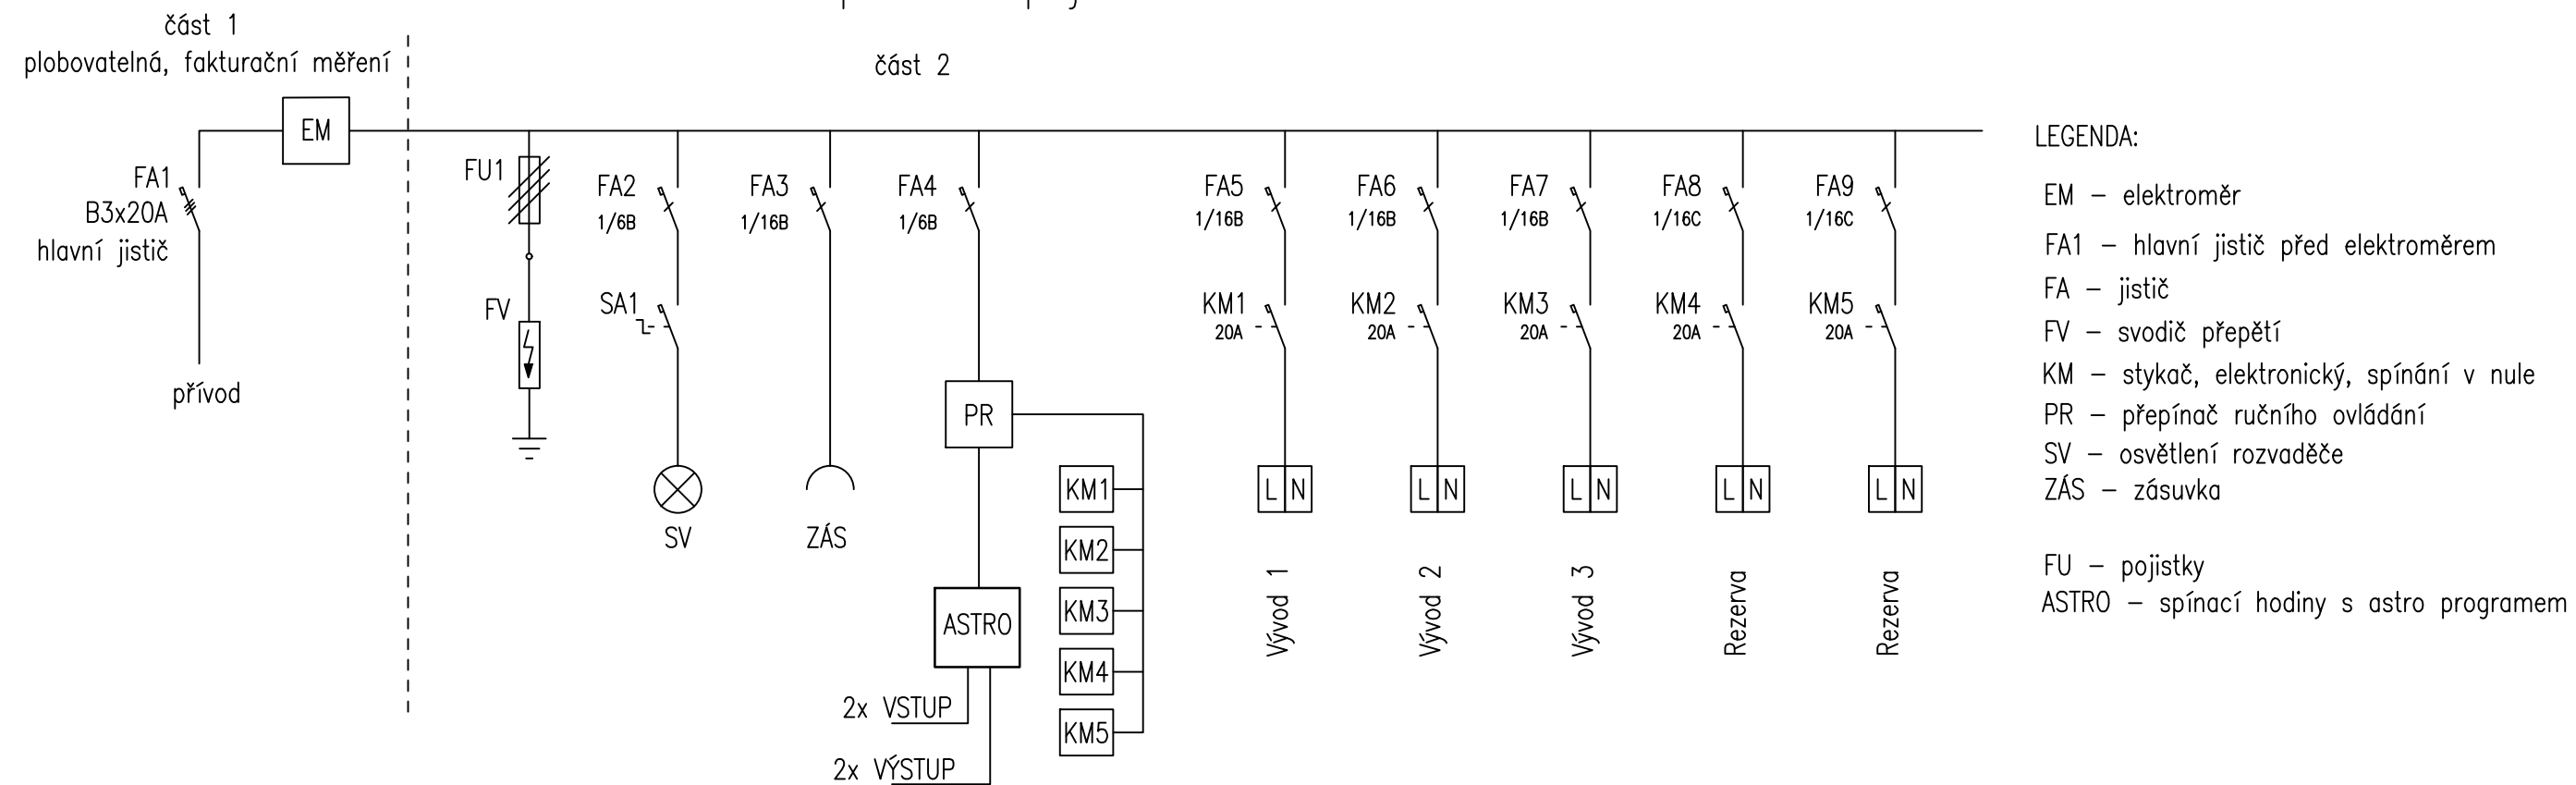 část 1
plobovatelná, fakturační měření
část 2
EM
FA1
B3x20A
hlavní jistič
přívod
FU1
FV
FA2
1/6B
SA1
SV
FA3
1/16B
ZÁS
FA4
1/6B
PR
ASTRO
2x VSTUP
2x VÝSTUP
KM1
KM2
KM3
KM4
KM5
FA5
1/16B
KM1
20A
L N
Vývod 1
FA6
1/16B
KM2
20A
L N
Vývod 2
FA7
1/16B
KM3
20A
L N
Vývod 3
FA8
1/16C
KM4
20A
L N
Rezerva
FA9
1/16C
KM5
20A
L N
Rezerva
LEGENDA:
EM – elektroměr
FA1 – hlavní jistič před elektroměrem
FA – jistič
FV – svodič přepětí
KM – stykač, elektronický, spínání v nule
PR – přepínač ručního ovládání
SV – osvětlení rozvaděče
ZÁS – zásuvka
FU – pojistky
ASTRO – spínací hodiny s astro programem